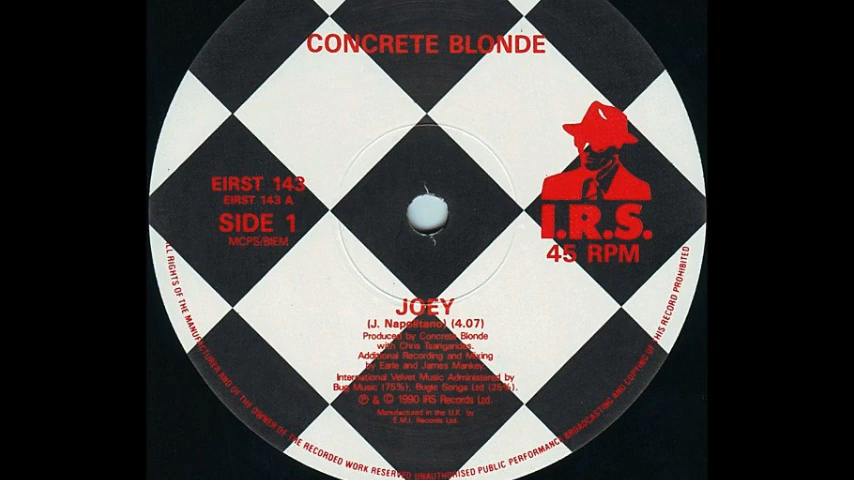 CONCRETE BLONDE
EIRST 143
EIRST 143 A
SIDE 1
MCPS/BIEM
I.R.S.
45 RPM
JOEY
(J. Napolitano) (4.07)
Produced by Concrete Blonde
with Chris Tsangarides.
Additional Recording and Mixing
by Earle and James Mankey.
International Velvet Music Administered by
Bug Music (75%), Bugle Songs Ltd (25%).
℗ & © 1990 IRS Records Ltd.
Manufactured in the U.K. by
E.M.I. Records Ltd.
ALL RIGHTS OF THE MANUFACTURER AND OF THE OWNER OF THE RECORDED WORK RESERVED UNAUTHORISED PUBLIC PERFORMANCE BROADCASTING AND COPYING OF THIS RECORD PROHIBITED